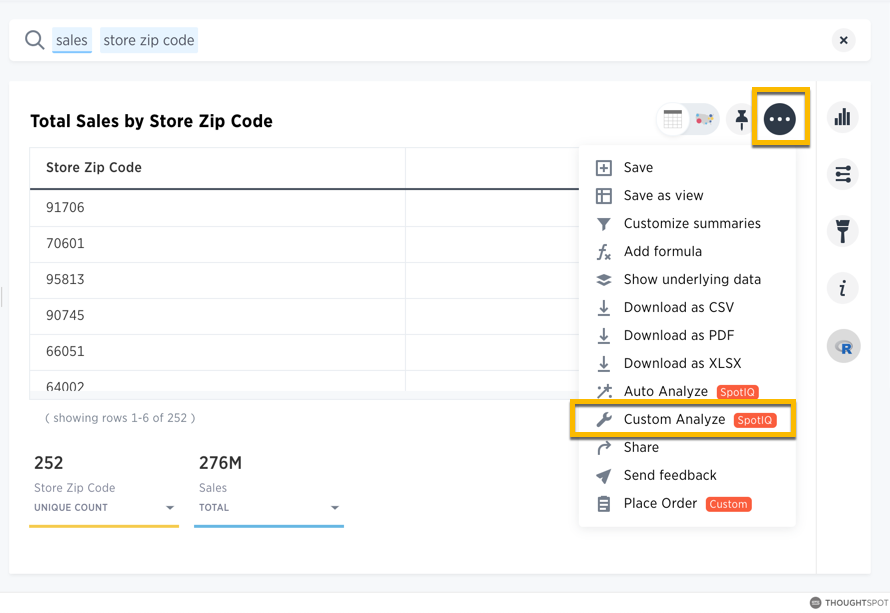 sales store zip code
Total Sales by Store Zip Code
Store Zip Code
91706
70601
95813
90745
66051
64002
( showing rows 1-6 of 252 )
252
Store Zip Code
UNIQUE COUNT
276M
Sales
TOTAL
Save
Save as view
Customize summaries
Add formula
Show underlying data
Download as CSV
Download as PDF
Download as XLSX
Auto Analyze SpotIQ
Custom Analyze SpotIQ
Share
Send feedback
Place Order Custom
i
R
THOUGHTSPOT